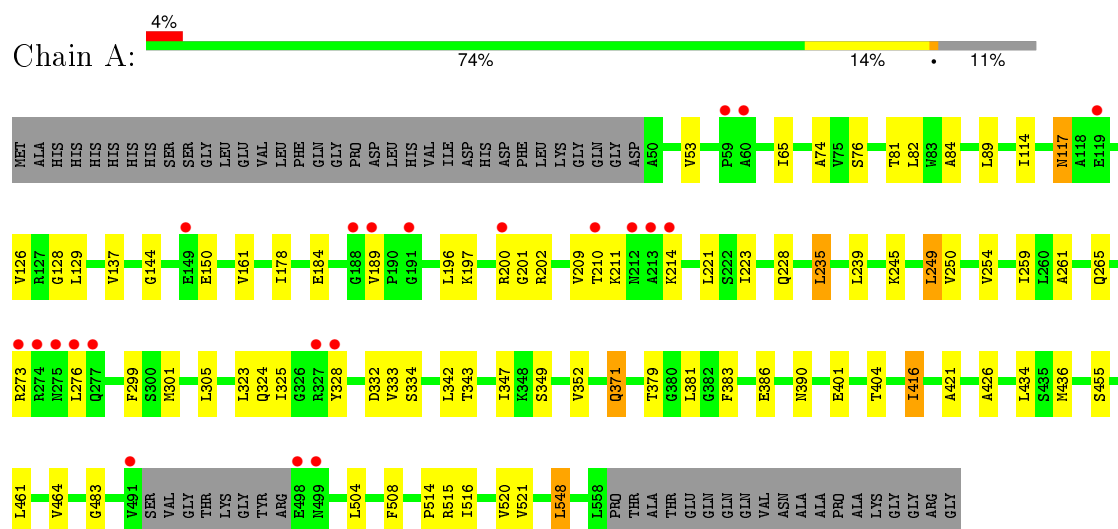 4%
Chain A:
74% 14% • 11%
MET ALA HIS HIS HIS HIS HIS HIS SER SER GLY LEU GLU VAL LEU PHE GLN GLY PRO ASP LEU HIS VAL ILE ASP HIS ASP PHE LEU LYS GLY GLN GLY ASP A50 V53 P59 A60 I65 A74 V75 S76 T81 L82 W83 A84 L89 I114 N117 A118 E119
V126 R127 G128 L129 V137 G144 E149 E150 V161 I178 E184 G188 V189 P190 G191 L196 K197 R200 G201 R202 V209 T210 K211 N212 A213 K214 L221 S222 I223 Q228 L235 L239 K245 L249 V250 V254 I259 L260 A261 Q265
R273 R274 N275 L276 Q277 F299 S300 M301 L305 L323 Q324 I325 G326 R327 Y328 D332 V333 S334 L342 T343 I347 K348 S349 V352 Q371 T379 G380 L381 G382 F383 E386 N390 E401 T404 I416 A421 A426 L434 S435 M436 S455
L461 V464 G483 V491 SER VAL GLY THR LYS GLY TYR ARG E498 N499 L504 F508 P514 R515 I516 V520 V521 L548 L558 PRO THR ALA THR GLU GLN GLN GLN VAL ASN ALA ALA PRO ALA LYS GLY GLY ARG GLY